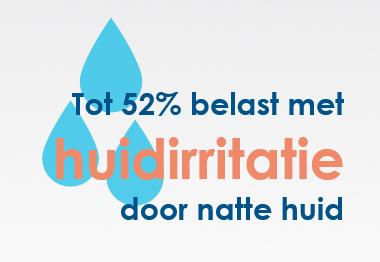 Tot 52% belast met
huidirritatie
door natte huid